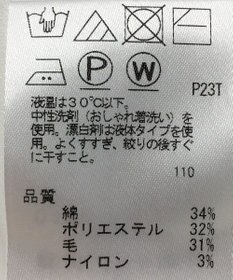 P
W
P23T
液温は30℃以下。
中性洗剤（おしゃれ着洗い）を
使用。漂白剤は液体タイプを使
用。よくすすぎ、絞りの後すぐ
に干すこと。
110
品質
綿 34%
ポリエステル 32%
毛 31%
ナイロン 3%